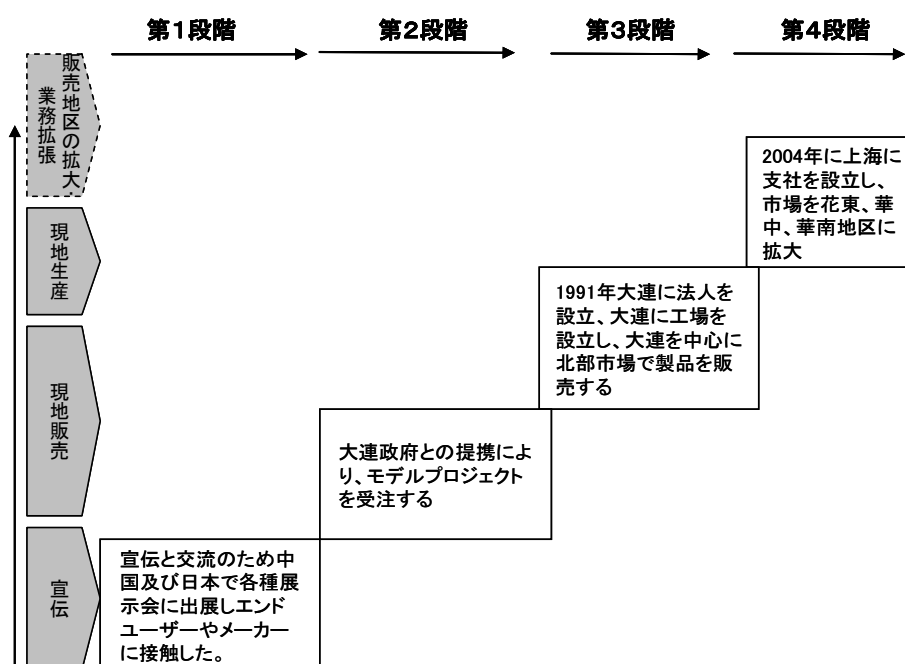 第1段階
第2段階
第3段階
第4段階
販売地区の拡大・
業務拡張
現地生産
現地販売
宣伝
2004年に上海に
支社を設立し、
市場を花東、華
中、華南地区に
拡大
1991年大連に法人を
設立、大連に工場を
設立し、大連を中心に
北部市場で製品を販
売する
大連政府との提携によ
り、モデルプロジェクト
を受注する
宣伝と交流のため中
国及び日本で各種展
示会に出展しエンド
ユーザーやメーカー
に接触した。